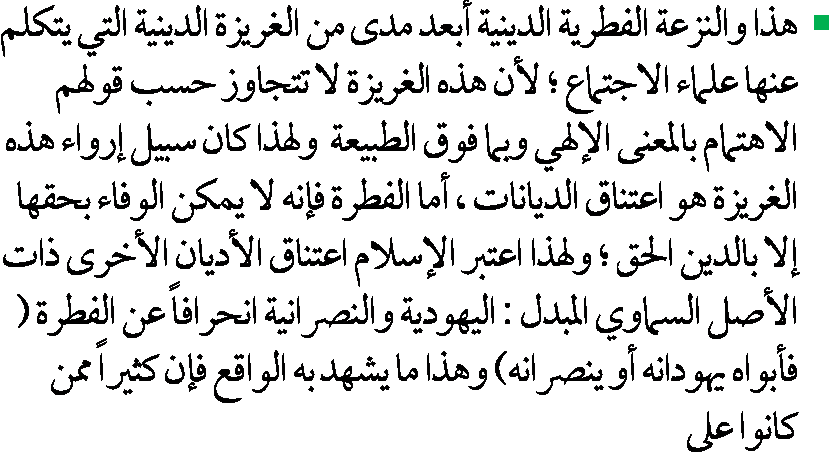 هذا والنزعة الفطرية الدينية أبعد مدى من الغريزة الدينية التي يتكلم
عنها علماء الاجتماع ؛ لأن هذه الغريزة لا تتجاوز حسب قولهم
الاهتمام بالمعنى الإلهي وبما فوق الطبيعة ولهذا كان سبيل إرواء هذه
الغريزة هو اعتناق الديانات ، أما الفطرة فإنه لا يمكن الوفاء بحقها
إلا بالدين الحق ؛ ولهذا اعتبر الإسلام اعتناق الأديان الأخرى ذات
الأصل السماوي المبدل : اليهودية والنصرانية انحرافاً عن الفطرة (
فأبواه يهودانه أو ينصرانه) وهذا ما يشهد به الواقع فإن كثيراً ممن
كانوا على